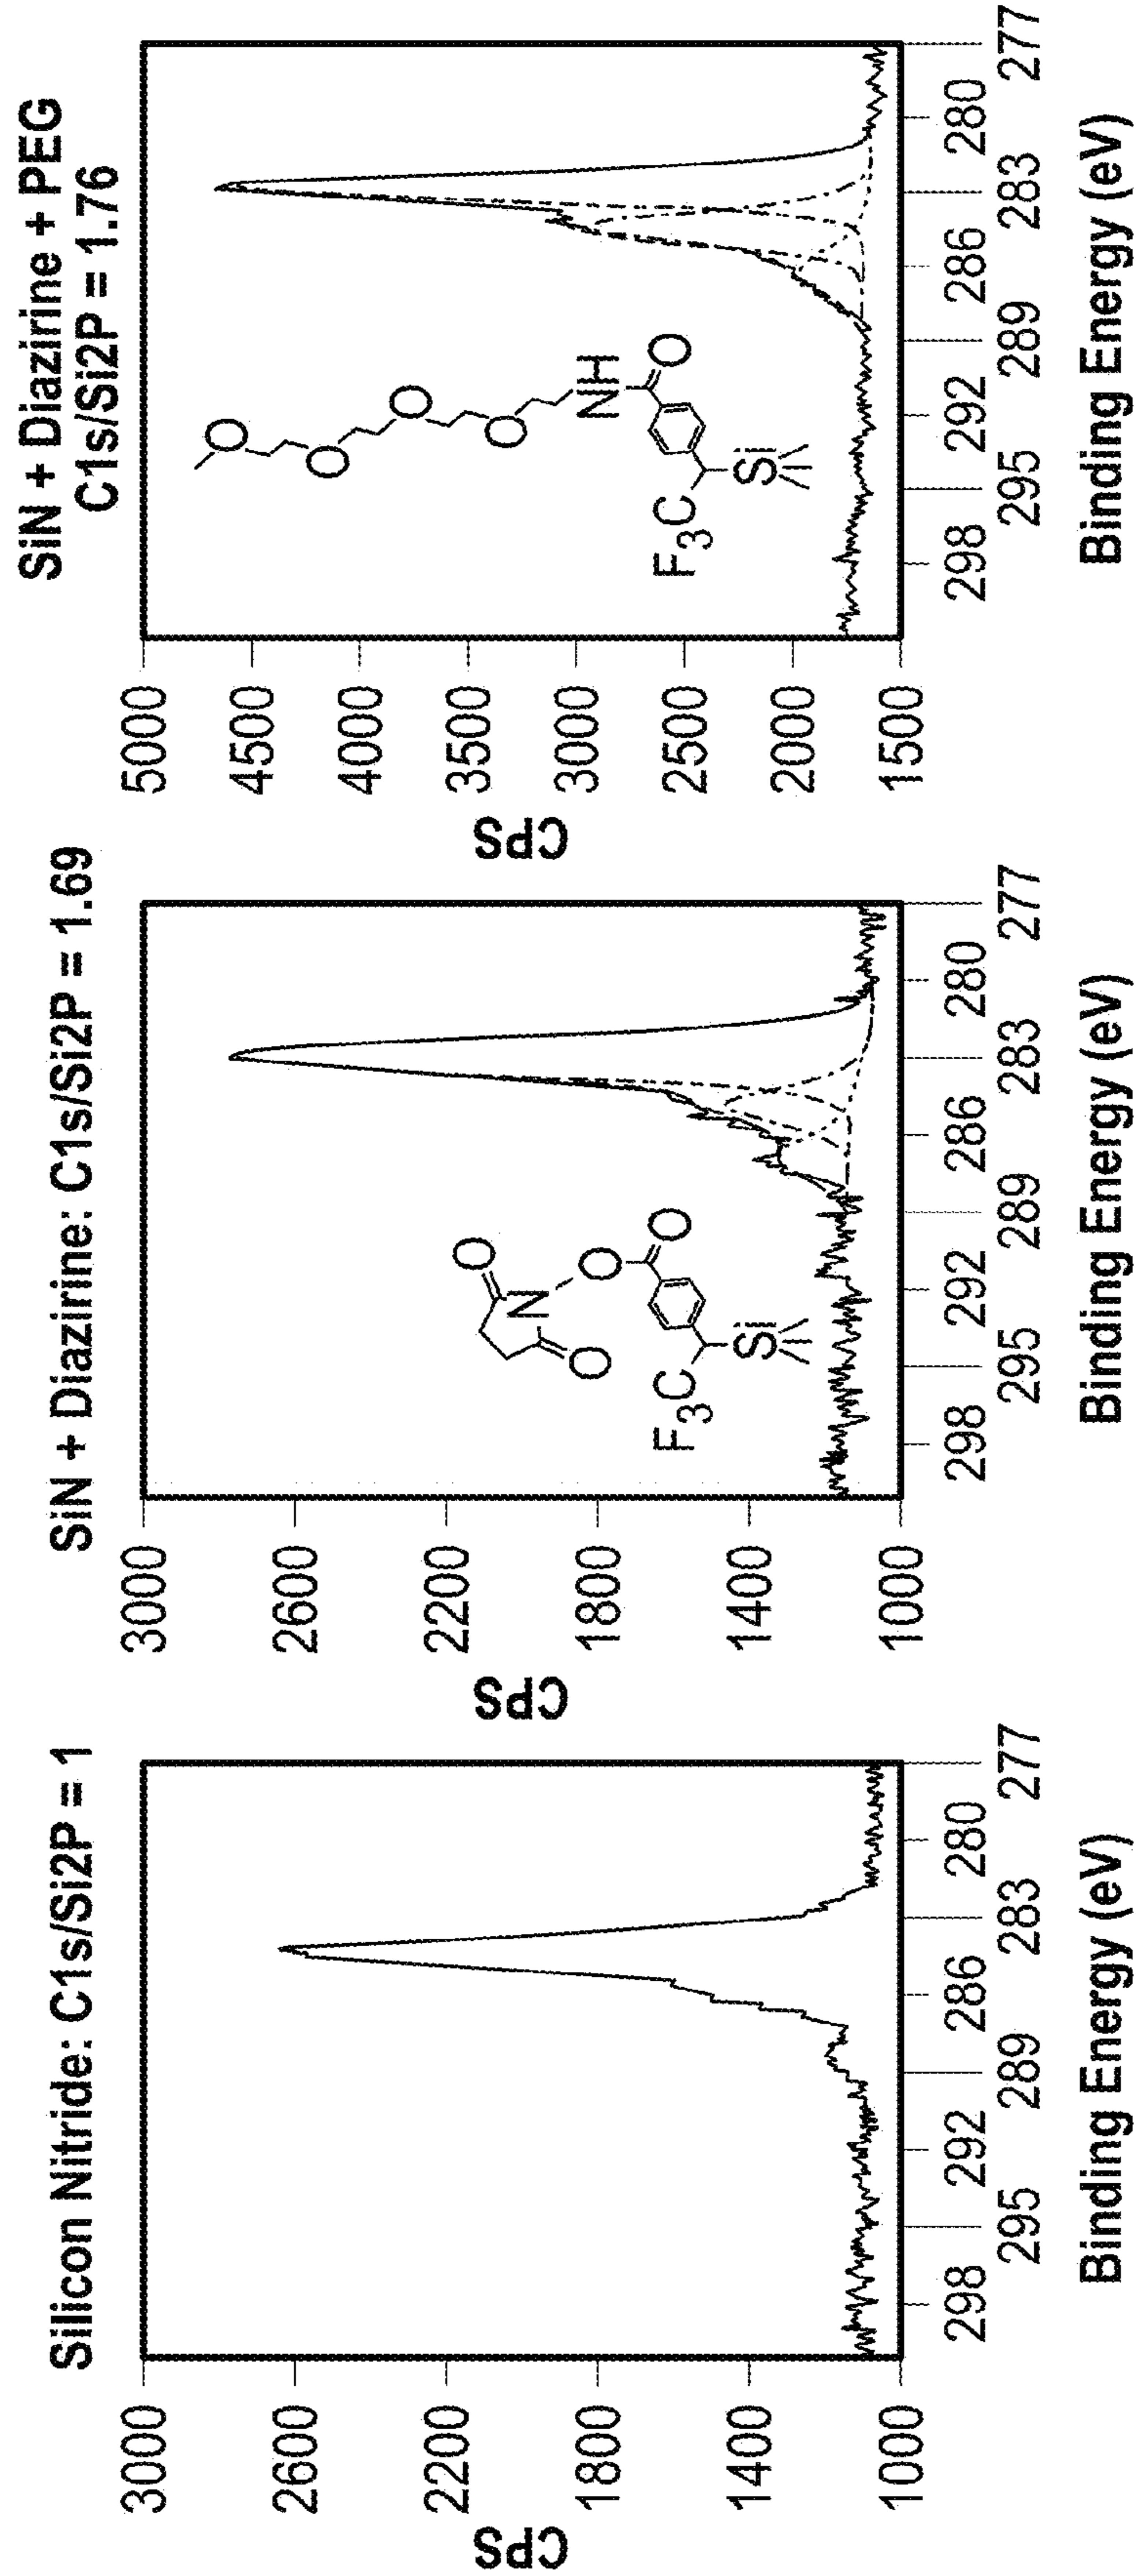 Silicon Nitride: C1s/Si2P = 1
CPS
3000
2600
2200
1800
1400
1000
298
295
292
289
286
283
280
277
Binding Energy (eV)
SiN + Diazirine: C1s/Si2P = 1.69
CPS
3000
2600
2200
1800
1400
1000
O
N
O
O
O
F3C
Si
298
295
292
289
286
283
280
277
Binding Energy (eV)
SiN + Diazirine + PEG
C1s/Si2P = 1.76
CPS
5000
4500
4000
3500
3000
2500
2000
1500
O
O
O
O
NH
O
F3C
Si
298
295
292
289
286
283
280
277
Binding Energy (eV)